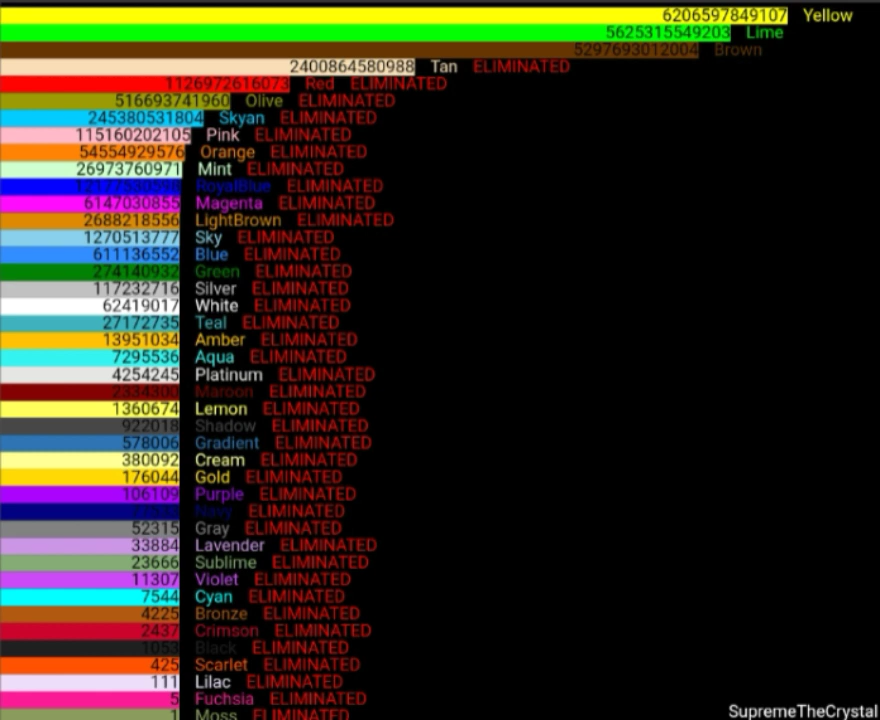 6206597849107 Yellow
5625315549203 Lime
5297693012004 Brown
2400864580988 Tan ELIMINATED
1126972616073 Red ELIMINATED
516693741960 Olive ELIMINATED
245380531804 Skyan ELIMINATED
115160202105 Pink ELIMINATED
54554929576 Orange ELIMINATED
26973760971 Mint ELIMINATED
RoyalBlue ELIMINATED
6147030855 Magenta ELIMINATED
2688218556 LightBrown ELIMINATED
1270513777 Sky ELIMINATED
611136552 Blue ELIMINATED
274140932 Green ELIMINATED
117232716 Silver ELIMINATED
62419017 White ELIMINATED
27172735 Teal ELIMINATED
13951034 Amber ELIMINATED
7295536 Aqua ELIMINATED
4254245 Platinum ELIMINATED
2334300 Maroon ELIMINATED
1360674 Lemon ELIMINATED
922018 Shadow ELIMINATED
578006 Gradient ELIMINATED
380092 Cream ELIMINATED
176044 Gold ELIMINATED
106109 Purple ELIMINATED
Navy ELIMINATED
52315 Gray ELIMINATED
33884 Lavender ELIMINATED
23666 Sublime ELIMINATED
11307 Violet ELIMINATED
7544 Cyan ELIMINATED
4225 Bronze ELIMINATED
2437 Crimson ELIMINATED
1053 Black ELIMINATED
425 Scarlet ELIMINATED
111 Lilac ELIMINATED
5 Fuchsia ELIMINATED
1 Moss ELIMINATED
SupremeTheCrystal